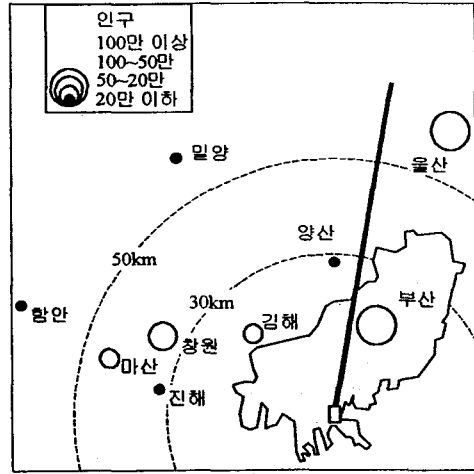 인구
100만 이상
100~50만
50~20만
20만 이하
울산
밀양
양산
50km
30km
부산
함안
김해
창원
마산
진해